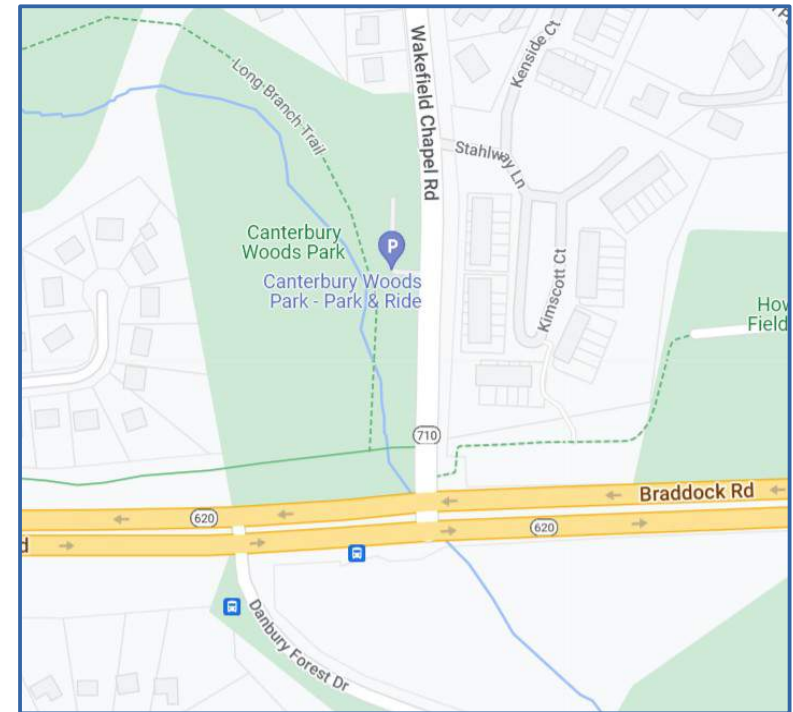 Wakefield Chapel Rd
Kenside Ct
Long Branch Trail
Stahlway Ln
Canterbury
Woods Park
P
Canterbury Woods
Park - Park & Ride
Kimscott Ct
Field
710
Braddock Rd
620
620
Danbury Forest Dr